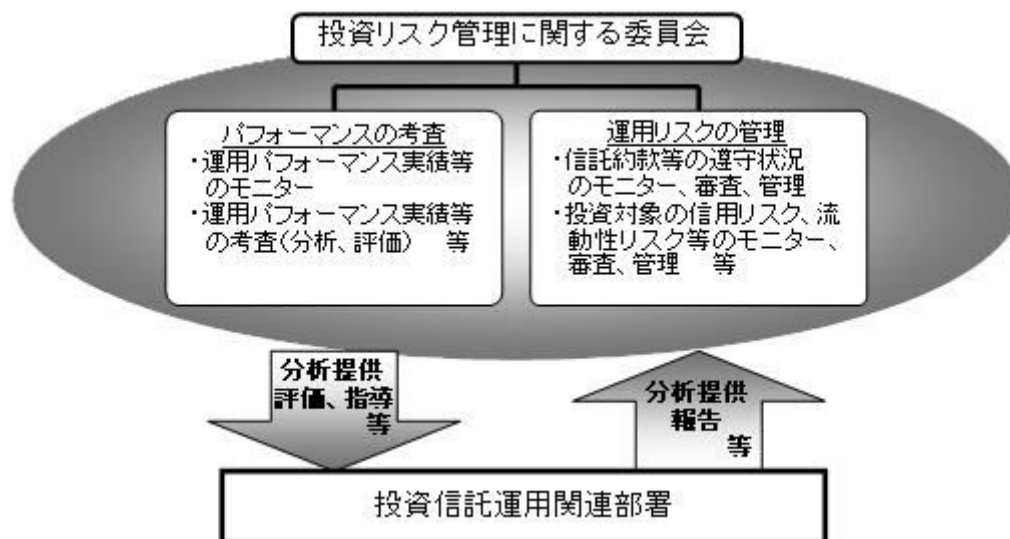 投資リスク管理に関する委員会
パフォーマンスの考査
・運用パフォーマンス実績等
のモニター
・運用パフォーマンス実績等
の考査(分析、評価) 等
運用リスクの管理
・信託約款等の遵守状況
のモニター、審査、管理
・投資対象の信用リスク、流
動性リスク等のモニター、
審査、管理 等
分析提供
評価、指導
等
分析提供
報告
等
投資信託運用関連部署